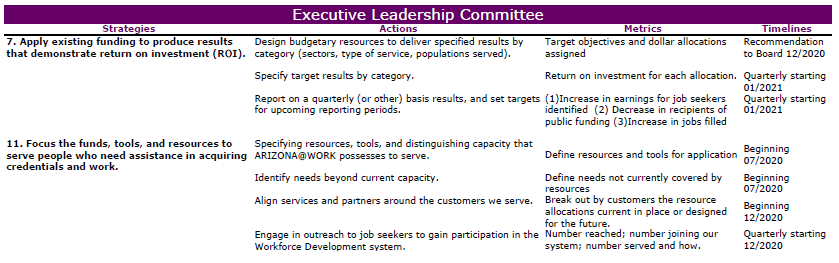 Executive Leadership Committee
Strategies Actions Metrics Timelines
7. Apply existing funding to produce results
that demonstrate return on investment (ROI).
Design budgetary resources to deliver specified results by
category (sectors, type of service, populations served).
Target objectives and dollar allocations
assigned
Recommendation
to Board 12/2020
Specify target results by category.
Return on investment for each allocation.
Quarterly starting
01/2021
Report on a quarterly (or other) basis results, and set targets
for upcoming reporting periods.
(1)Increase in earnings for job seekers
identified (2) Decrease in recipients of
public funding (3)Increase in jobs filled
Quarterly starting
01/2021
11. Focus the funds, tools, and resources to
serve people who need assistance in acquiring
credentials and work.
Specifying resources, tools, and distinguishing capacity that
ARIZONA@WORK possesses to serve.
Define resources and tools for application
Beginning
07/2020
Identify needs beyond current capacity.
Define needs not currently covered by
resources
Beginning
07/2020
Align services and partners around the customers we serve.
Break out by customers the resource
allocations current in place or designed
for the future.
Beginning
12/2020
Engage in outreach to job seekers to gain participation in the
Workforce Development system.
Number reached; number joining our
system; number served and how.
Quarterly starting
12/2020